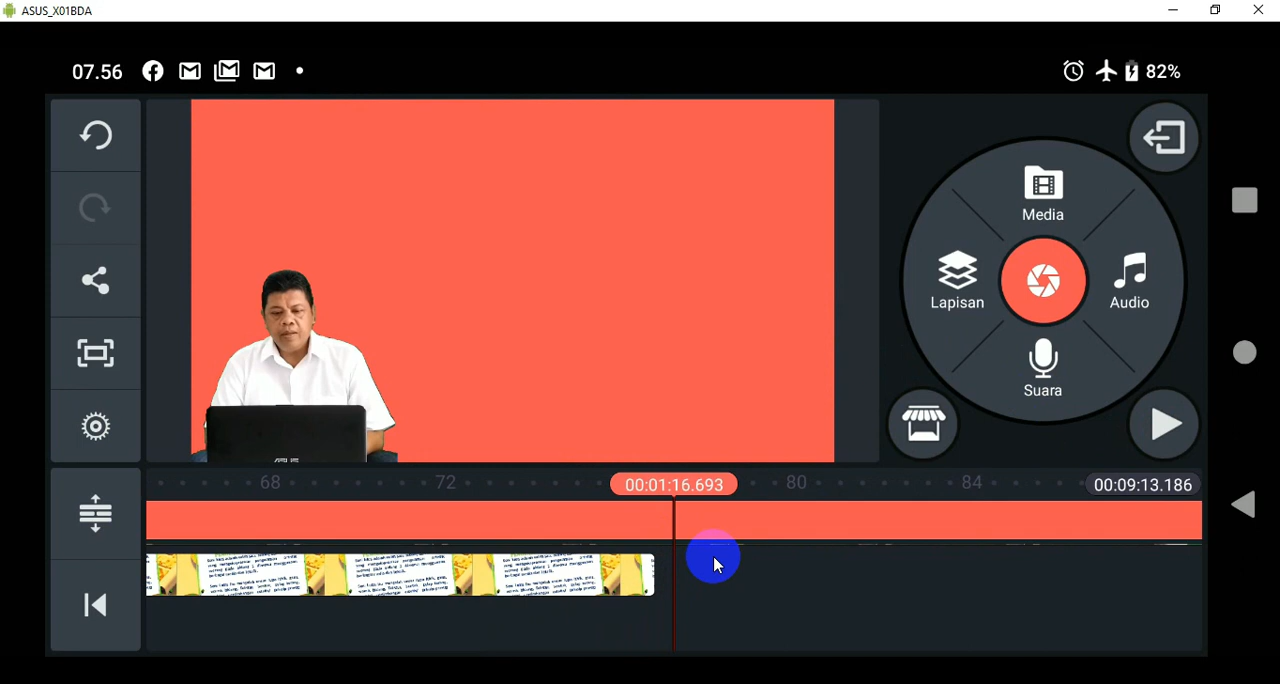 ASUS_X01BDA
07.56
82%
Media
Lapisan
Audio
Suara
68
72
00:01:16.693
80
84
00:09:13.186